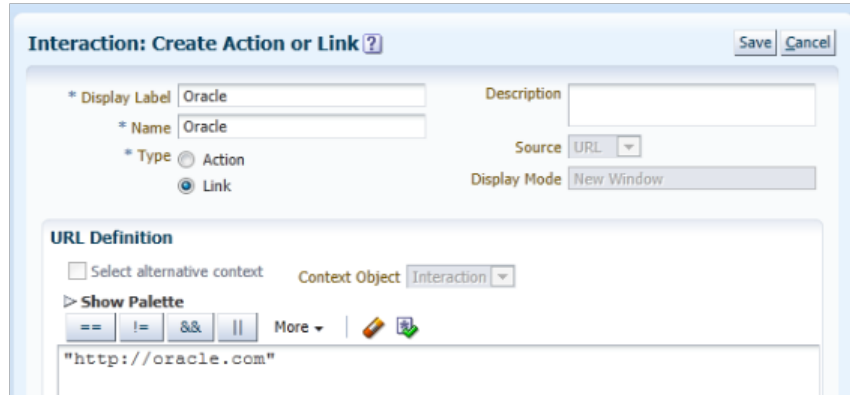 Interaction: Create Action or Link ?
Save Cancel
* Display Label Oracle
Description
* Name Oracle
* Type Action
Source URL
Link
Display Mode New Window
URL Definition
Select alternative context Context Object Interaction
Show Palette
== != && || More
"http://oracle.com"